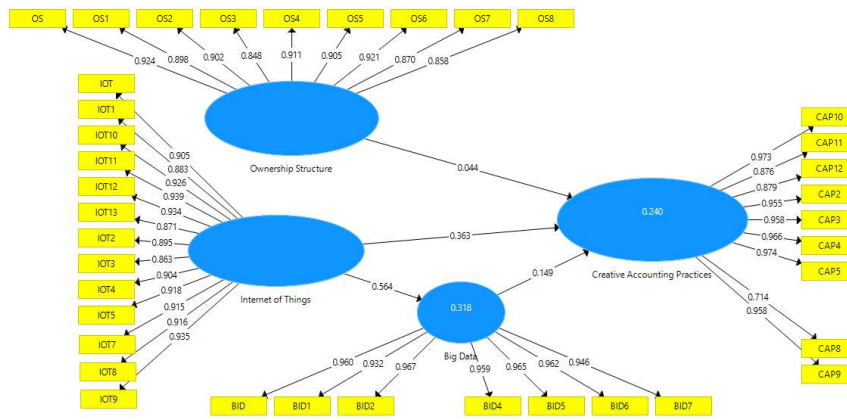 OS OS1 OS2 OS3 OS4 OS5 OS6 OS7 OS8
0.924 0.898 0.902 0.848 0.911 0.905 0.921 0.870 0.858
Ownership Structure
IOT
IOT1
IOT10
IOT11
IOT12
IOT13
IOT2
IOT3
IOT4
IOT5
IOT7
IOT8
IOT9
0.905
0.883
0.926
0.939
0.934
0.871
0.895
0.863
0.904
0.918
0.915
0.916
0.935
Internet of Things
0.044
0.363
0.564
0.149
0.240
Creative Accounting Practices
0.973
0.876
0.879
0.955
0.958
0.966
0.974
0.714
0.958
CAP10
CAP11
CAP12
CAP2
CAP3
CAP4
CAP5
CAP8
CAP9
0.318
Big Data
0.960 0.932 0.967 0.959 0.965 0.962 0.946
BID BID1 BID2 BID4 BID5 BID6 BID7